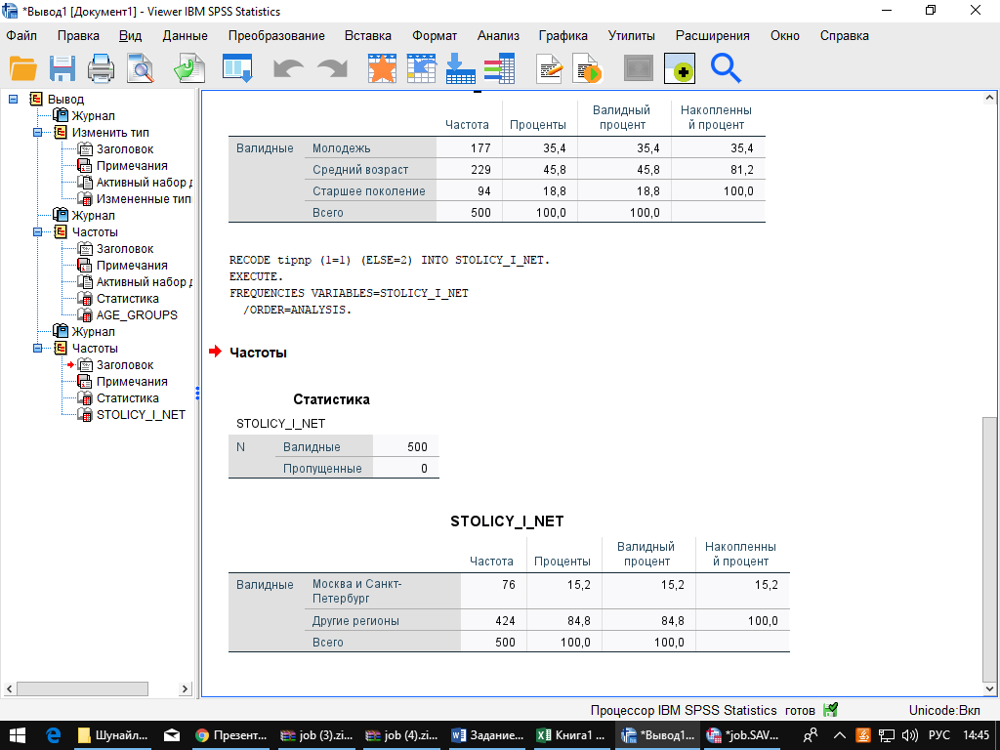 *Вывод1 [Документ1] - Viewer IBM SPSS Statistics
Файл Правка Вид Данные Преобразование Вставка Формат Анализ Графика Утилиты Расширения Окно Справка
Вывод
Журнал
Изменить тип
Заголовок
Примечания
Активный набор д
Измененные тип
Журнал
Частоты
Заголовок
Примечания
Активный набор д
Статистика
AGE_GROUPS
Журнал
Частоты
Заголовок
Примечания
Статистика
STOLICY_I_NET
Частота Проценты Валидный процент Накопленны й процент
Валидные Молодежь 177 35,4 35,4 35,4
Средний возраст 229 45,8 45,8 81,2
Старшее поколение 94 18,8 18,8 100,0
Всего 500 100,0 100,0
RECODE tipnp (1=1) (ELSE=2) INTO STOLICY_I_NET.
EXECUTE.
FREQUENCIES VARIABLES=STOLICY_I_NET
/ORDER=ANALYSIS.
Частоты
Статистика
STOLICY_I_NET
N Валидные 500
Пропущенные 0
STOLICY_I_NET
Частота Проценты Валидный процент Накопленны й процент
Валидные Москва и Санкт-Петербург 76 15,2 15,2 15,2
Другие регионы 424 84,8 84,8 100,0
Всего 500 100,0 100,0
Процессор IBM SPSS Statistics готов Unicode:Вкл
Шунайл... Презент... job (3).zi... job (4).zi... Задание... Книга1 ... *Вывод1... *job.SAV... РУС 14:45